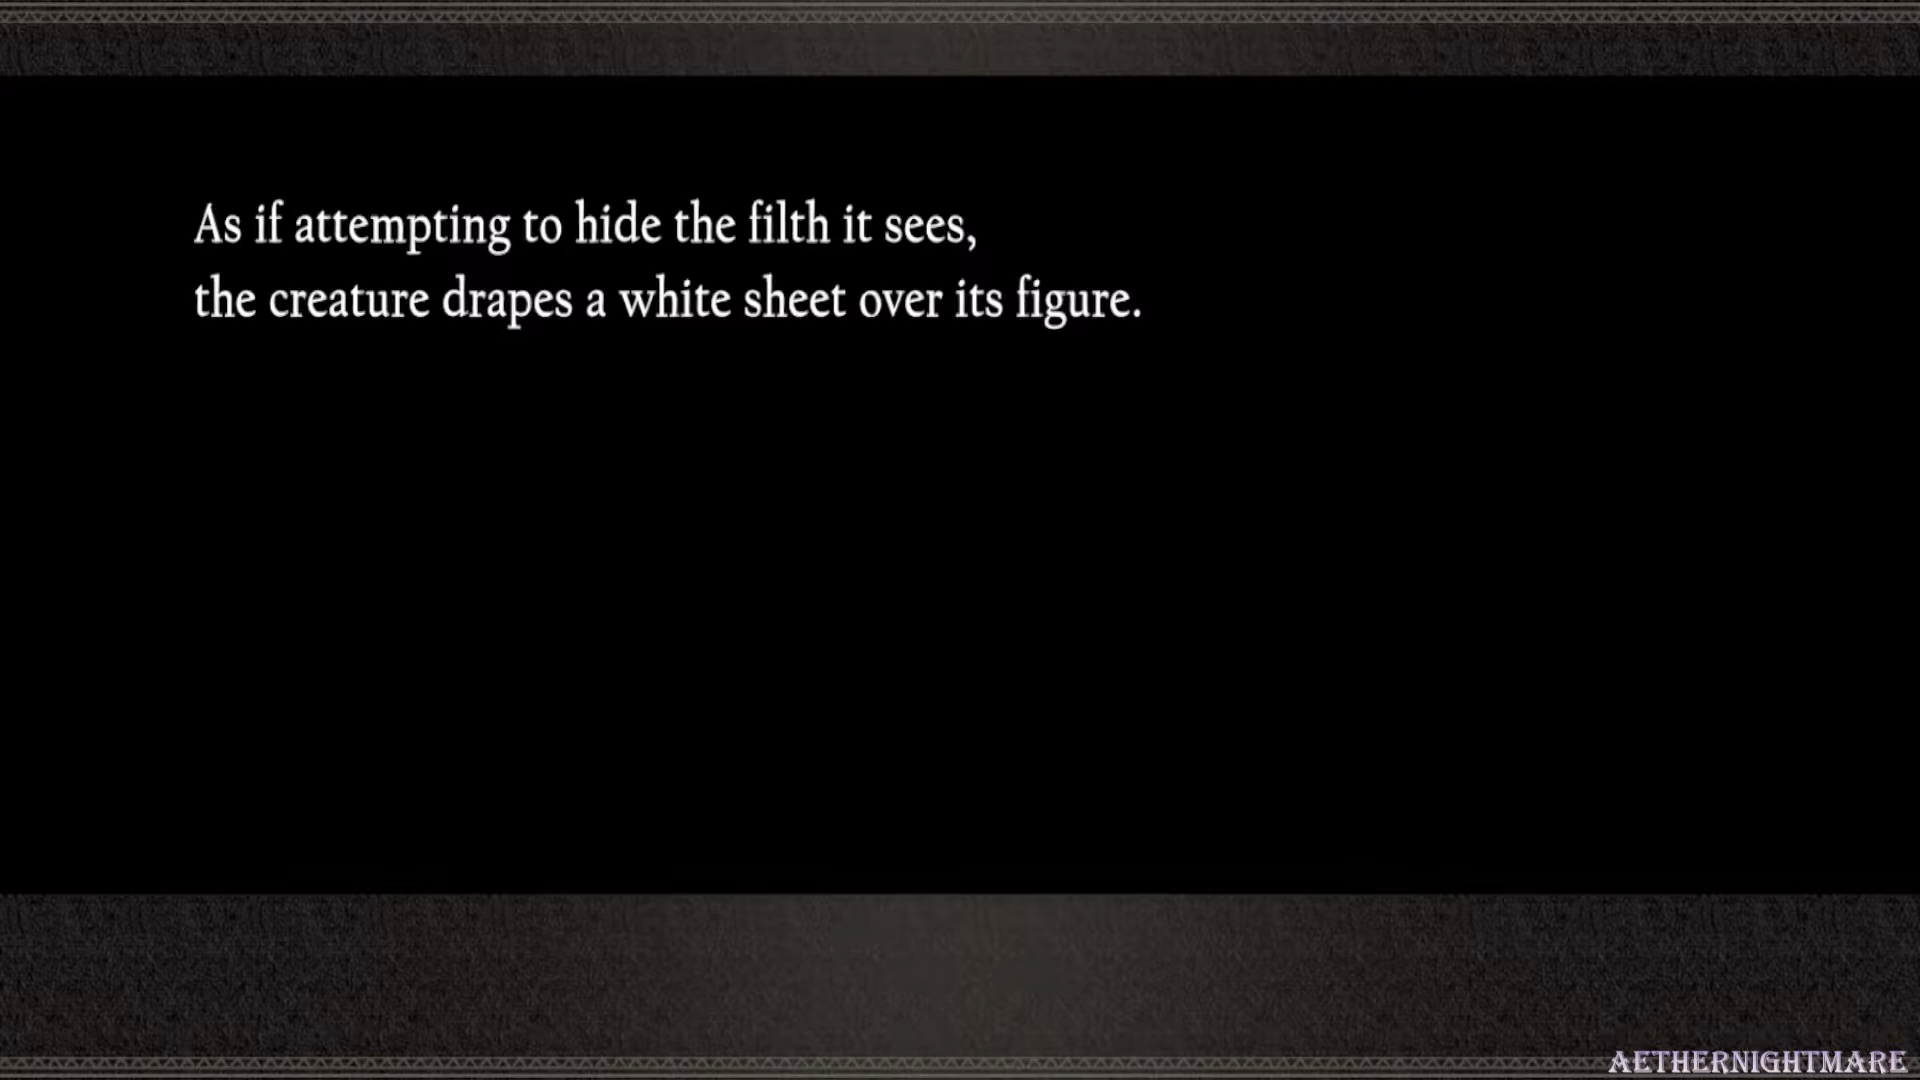 As if attempting to hide the filth it sees,
the creature drapes a white sheet over its figure.
AETHERNIGHTMARE